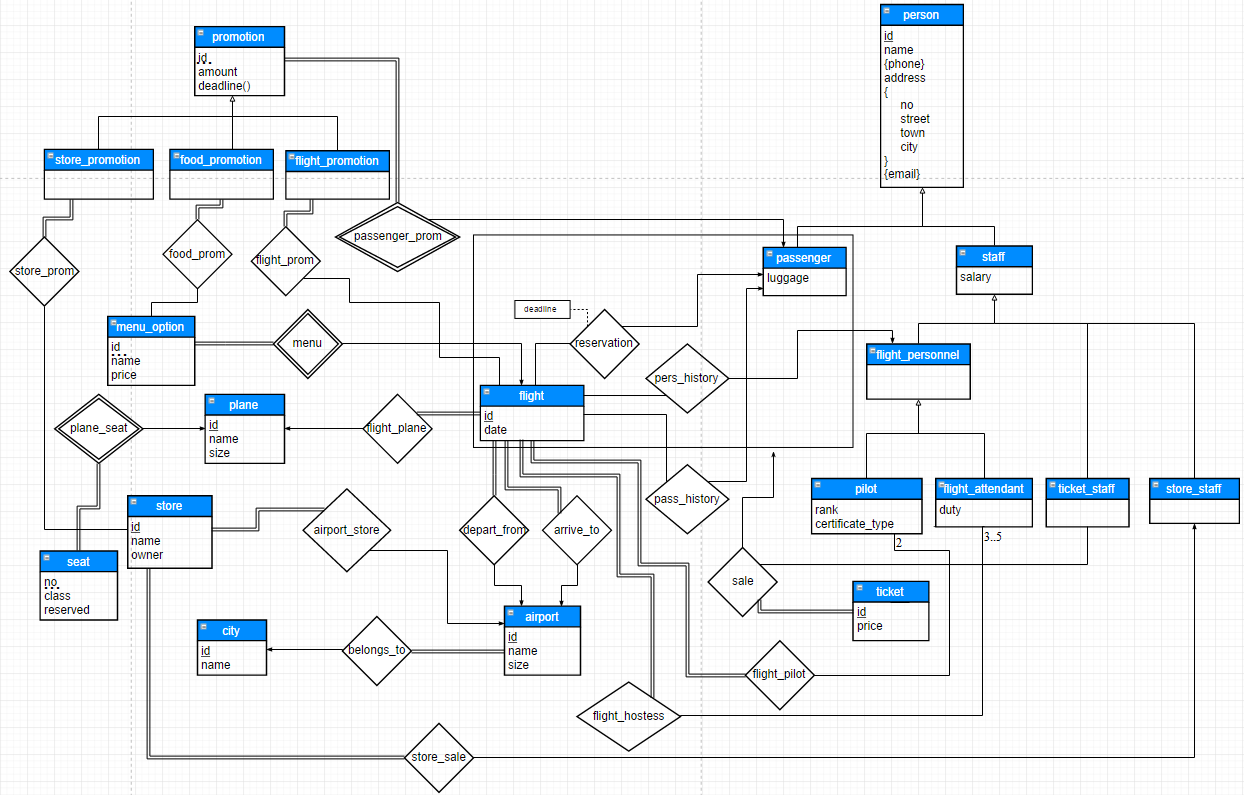 person
id
name
{phone}
address
{
no
street
town
city
}
{email}
promotion
id
amount
deadline()
store_promotion
food_promotion
flight_promotion
passenger_prom
store_prom
food_prom
flight_prom
passenger
luggage
staff
salary
deadline
reservation
menu_option
id
name
price
menu
pers_history
flight_personnel
plane_seat
plane
id
name
size
flight_plane
flight
id
date
pass_history
pilot
rank
certificate_type
flight_attendant
duty
ticket_staff
store_staff
store
id
name
owner
airport_store
depart_from
arrive_to
2
3..5
seat
no
class
reserved
sale
ticket
id
price
city
id
name
belongs_to
airport
id
name
size
flight_pilot
flight_hostess
store_sale